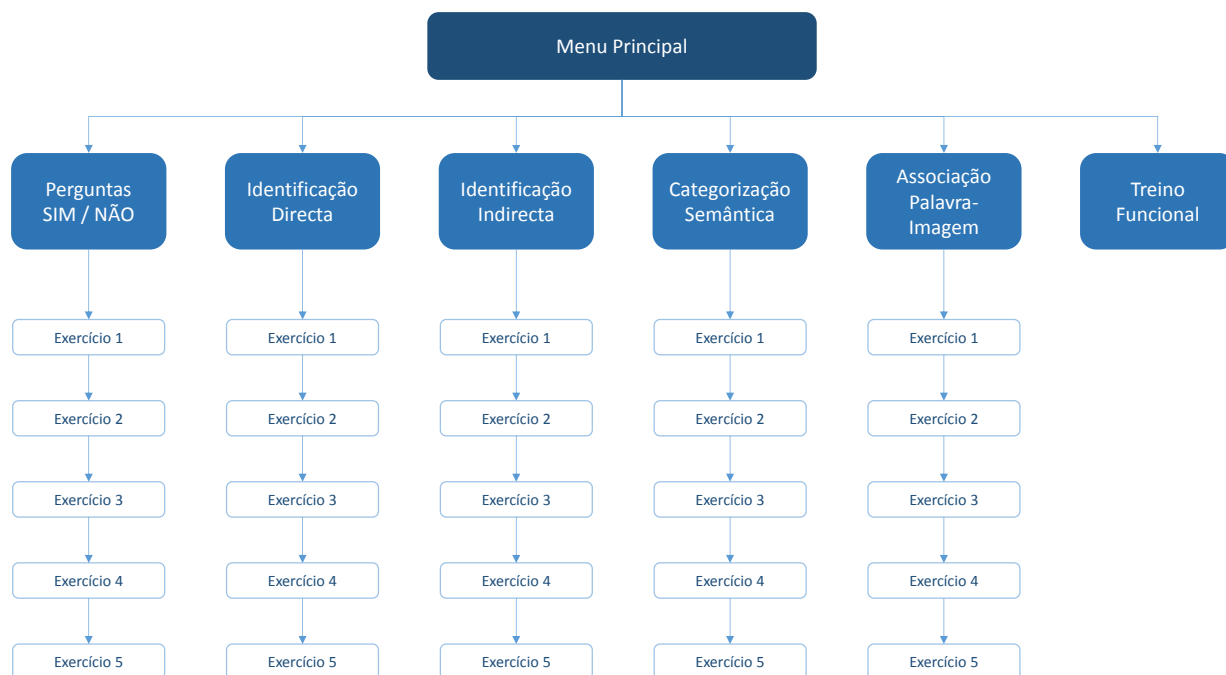 Menu Principal
Perguntas
SIM / NÃO
Identificação
Directa
Identificação
Indirecta
Categorização
Semântica
Associação
Palavra-
Imagem
Treino
Funcional
Exercício 1
Exercício 1
Exercício 1
Exercício 1
Exercício 1
Exercício 2
Exercício 2
Exercício 2
Exercício 2
Exercício 2
Exercício 3
Exercício 3
Exercício 3
Exercício 3
Exercício 3
Exercício 4
Exercício 4
Exercício 4
Exercício 4
Exercício 4
Exercício 5
Exercício 5
Exercício 5
Exercício 5
Exercício 5